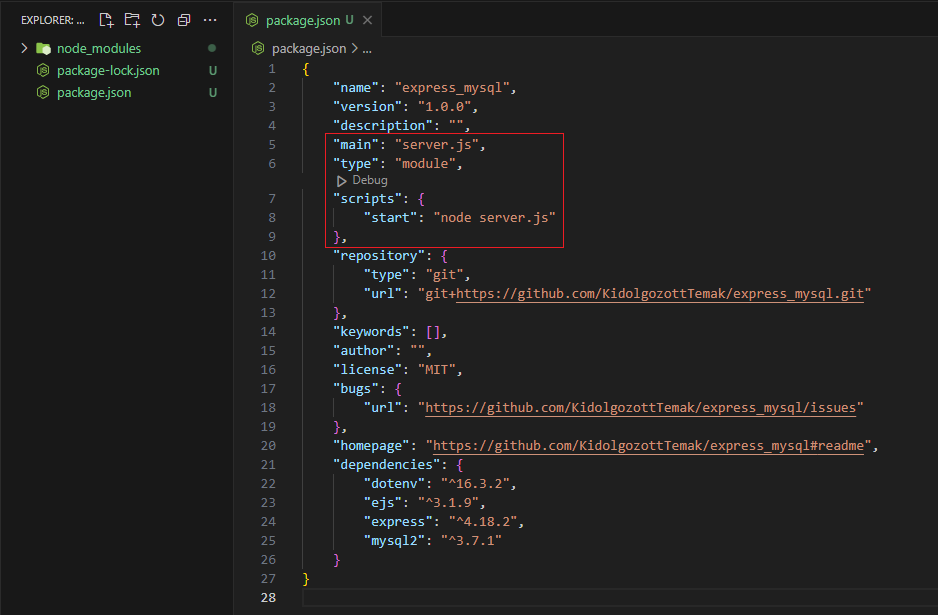 EXPLORER: ...
node_modules
package-lock.json U
package.json U
package.json U
package.json > ...
1 {
2 "name": "express_mysql",
3 "version": "1.0.0",
4 "description": "",
5 "main": "server.js",
6 "type": "module",
Debug
7 "scripts": {
8 "start": "node server.js"
9 },
10 "repository": {
11 "type": "git",
12 "url": "git+https://github.com/KidolgozottTemak/express_mysql.git"
13 },
14 "keywords": [],
15 "author": "",
16 "license": "MIT",
17 "bugs": {
18 "url": "https://github.com/KidolgozottTemak/express_mysql/issues"
19 },
20 "homepage": "https://github.com/KidolgozottTemak/express_mysql#readme",
21 "dependencies": {
22 "dotenv": "^16.3.2",
23 "ejs": "^3.1.9",
24 "express": "^4.18.2",
25 "mysql2": "^3.7.1"
26 }
27 }
28